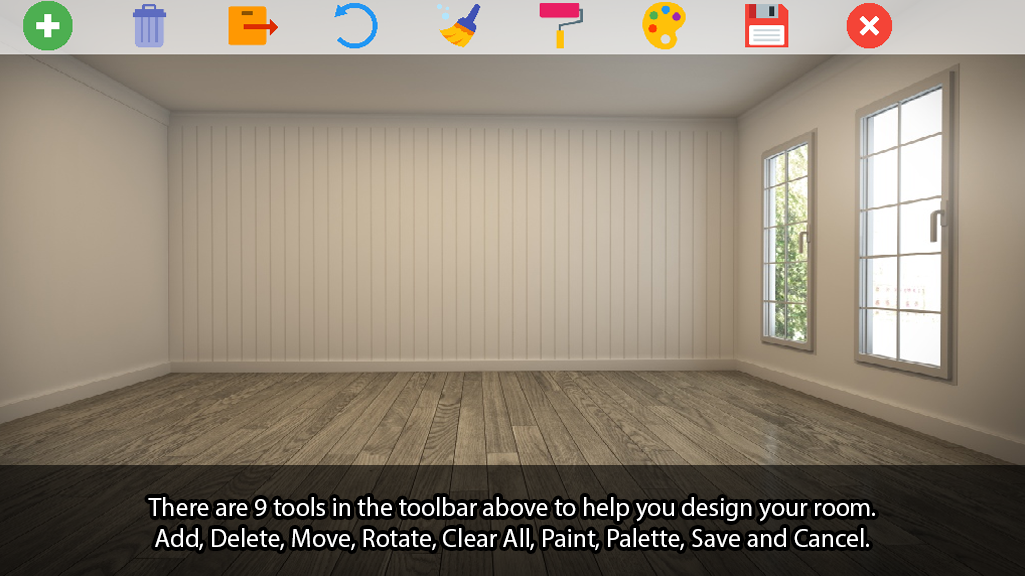 There are 9 tools in the toolbar above to help you design your room.
Add, Delete, Move, Rotate, Clear All, Paint, Palette, Save and Cancel.